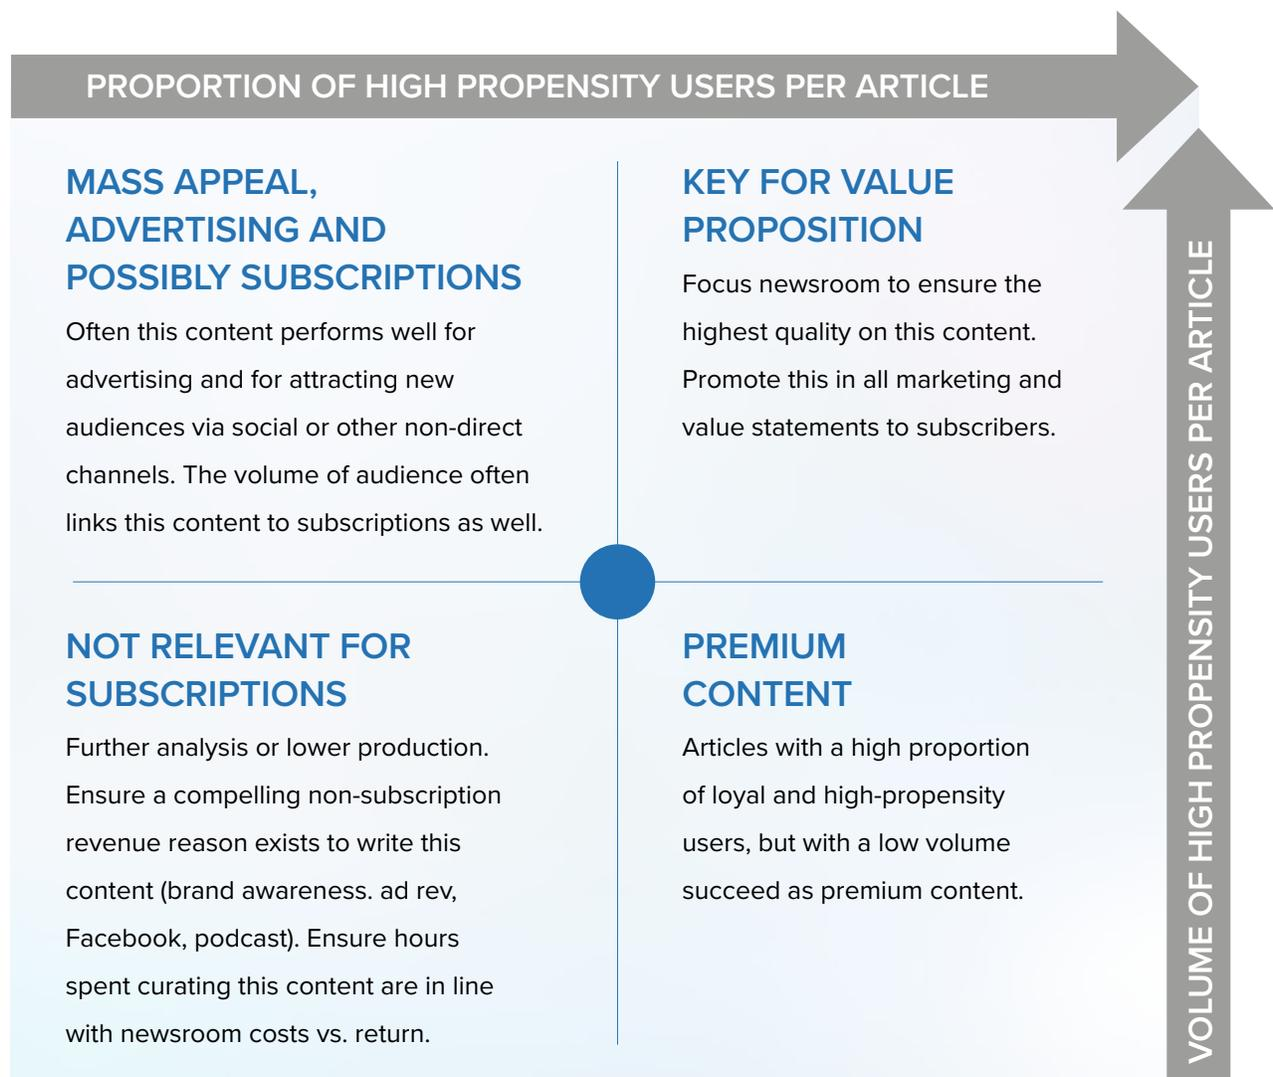 PROPORTION OF HIGH PROPENSITY USERS PER ARTICLE
MASS APPEAL,
ADVERTISING AND
POSSIBLY SUBSCRIPTIONS
Often this content performs well for
advertising and for attracting new
audiences via social or other non-direct
channels. The volume of audience often
links this content to subscriptions as well.
KEY FOR VALUE
PROPOSITION
Focus newsroom to ensure the
highest quality on this content.
Promote this in all marketing and
value statements to subscribers.
NOT RELEVANT FOR
SUBSCRIPTIONS
Further analysis or lower production.
Ensure a compelling non-subscription
revenue reason exists to write this
content (brand awareness. ad rev,
Facebook, podcast). Ensure hours
spent curating this content are in line
with newsroom costs vs. return.
PREMIUM
CONTENT
Articles with a high proportion
of loyal and high-propensity
users, but with a low volume
succeed as premium content.
VOLUME OF HIGH PROPENSITY USERS PER ARTICLE